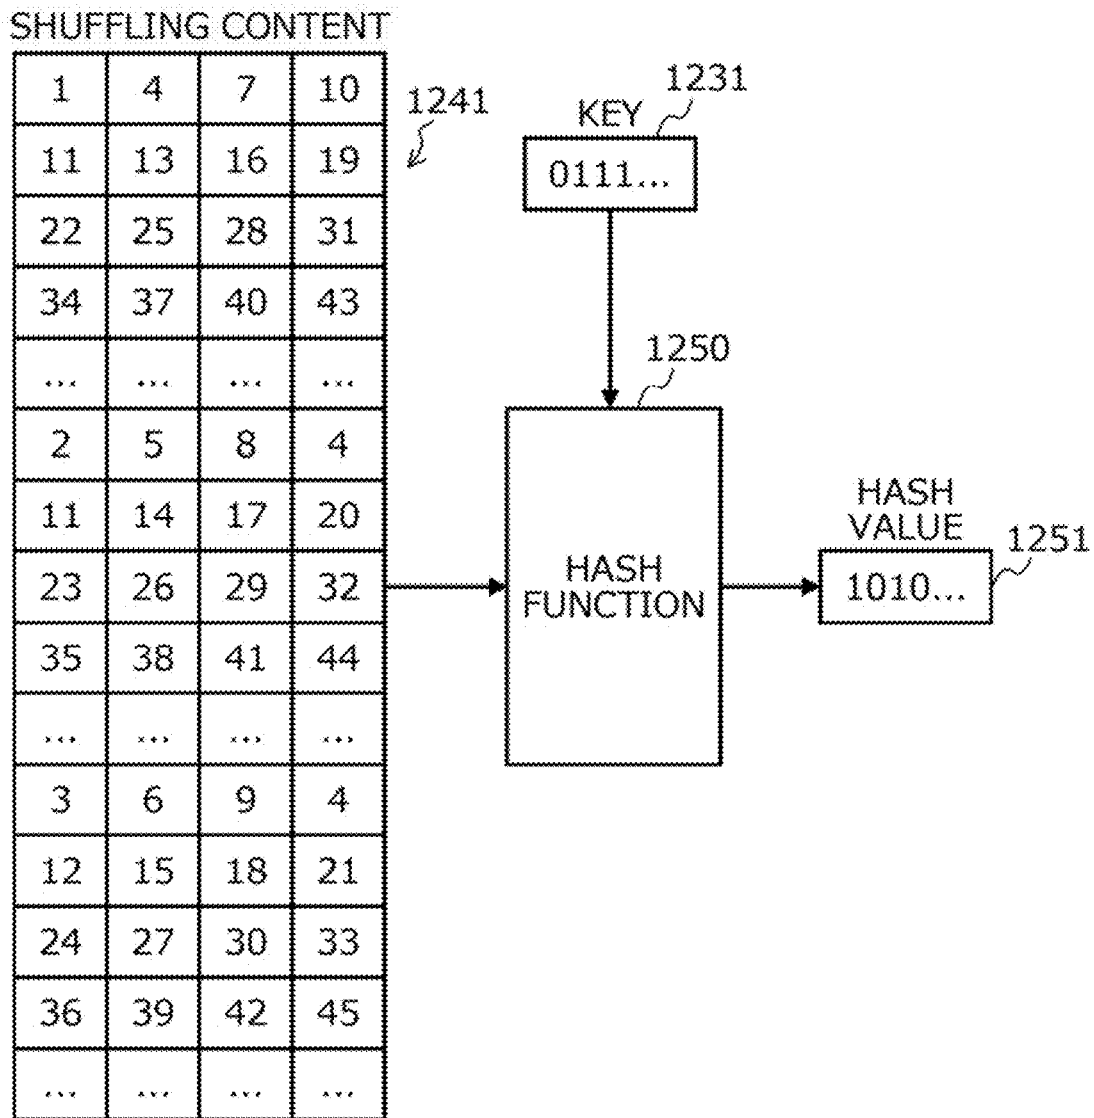 SHUFFLING CONTENT
1 4 7 10
11 13 16 19
22 25 28 31
34 37 40 43
... ... ... ...
2 5 8 4
11 14 17 20
23 26 29 32
35 38 41 44
... ... ... ...
3 6 9 4
12 15 18 21
24 27 30 33
36 39 42 45
... ... ... ...
1241
1231
KEY
0111...
1250
HASH
FUNCTION
HASH
VALUE
1251
1010...